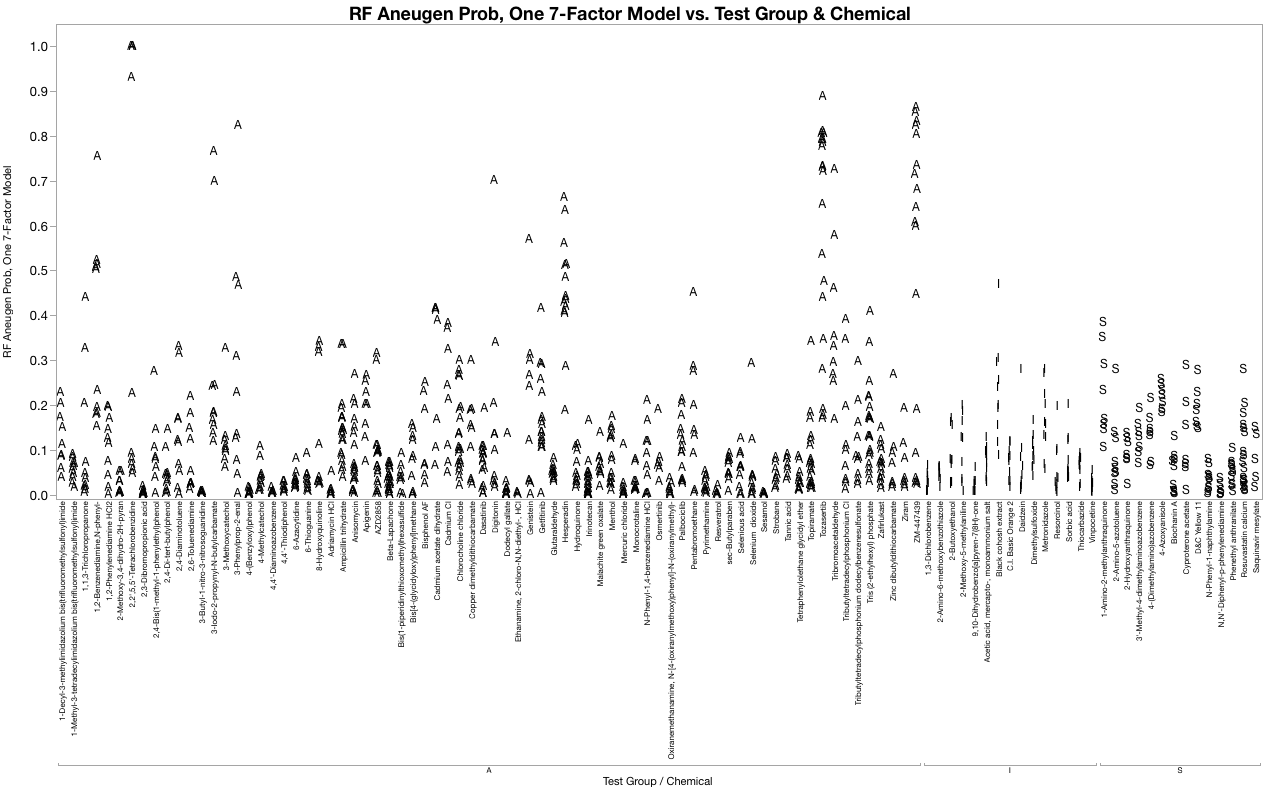 RF Aneugen Prob, One 7-Factor Model vs. Test Group & Chemical
RF Aneugen Prob, One 7-Factor Model
1.0
0.9
0.8
0.7
0.6
0.5
0.4
0.3
0.2
0.1
0.0
1-Decyl-3-methylimidazolium bis(trifluoromethylsulfonyl)imide
1-Methyl-3-tetradecylimidazolium bis(trifluoromethylsulfonyl)imide
1,1,3-Trichloropropene
1,2-Benzenediamine,N-phenyl-
1,2-Phenylenediamine HCl2
2-Methoxy-3,4-dihydro-2H-pyran
2,2',5,5'-Tetrachlorobenzidine
2,3-Dibromopropionic acid
2,4-Bis(1-methyl-1-phenylethyl)phenol
2,4-Di-tert-butylphenol
2,4-Diaminotoluene
2,6-Toluenediamine
3-Butyl-1-nitro-3-nitrosoguanidine
3-Iodo-2-propynyl-N-butylcarbamate
3-Methoxycatechol
3-Phenylprop-2-enal
4-(Benzyloxy)phenol
4-Methylcatechol
4,4'-Diaminoazobenzene
4,4'-Thiodiphenol
6-Azacytidine
6-Thioguanine
8-Hydroxyquinoline
Adriamycin HCl
Ampicillin trihydrate
Anisomycin
Apigenin
AZD2858
Beta-Lapachone
Bis(1-piperidinylthioxomethyl)hexasulfide
Bis[4-(glycidyloxy)phenyl]methane
Bisphenol AF
Cadmium acetate dihydrate
Cadmium Cl
Chlorocholine chloride
Chlorothalonil
Copper dimethyldithiocarbamate
Dasatinib
Digitonin
Dodecyl gallate
Ethanamine, 2-chloro-N,N-diethyl-, HCl
Genistein
Gefitinib
Glutaraldehyde
Hesperadin
Hydroquinone
Irinotecan
Malachite green oxalate
Menthol
Mercuric chloride
Monocrotaline
N-Phenyl-1,4-benzenediamine HCl
Osimertinib
Oxiranemethanamine, N-[4-(oxiranylmethoxy)phenyl]-N-(oxiranylmethyl)-
Palbociclib
Pentabromoethane
Pyrimethamine
Resveratrol
sec-Butylparaben
Selenious acid
Selenium dioxide
Sesamol
Strobane
Tannic acid
Tetraphenylolethane glycidyl ether
Topotecan
Tozasertib
Tribromoacetaldehyde
Tributyltetradecylphosphonium Cl
Tributyltetradecylphosphonium dodecylbenzenesulfonate
Tris (2-ethylhexyl) phosphate
Zafirlukast
Zinc dibutyldithiocarbamate
Ziram
ZM-447439
1,3-Dichlorobenzene
2-Amino-6-methoxybenzothiazole
2-Butoxyethanol
2-Methoxy-5-methylaniline
9,10-Dihydrobenzo[a]pyren-7(8H)-one
Acetic acid, mercapto-, monoammonium salt
Black cohosh extract
C.I. Basic Orange 2
Daidzein
Dimethylsulfoxide
Metronidazole
Resorcinol
Sorbic acid
Thiocarbazide
Vinpocetine
1-Amino-2-methylanthraquinone
2-Amino-5-azotoluene
2-Hydroxyanthraquinone
3'-Methyl-4-dimethylaminoazobenzene
4-(Dimethylamino)azobenzene
4-Azoxyanisole
Biochanin A
Cyproterone acetate
D&C Yellow 11
N-Phenyl-1-naphthylamine
N,N'-Diphenyl-p-phenylenediamine
Phenethyl anthranilate
Rosuvastatin calcium
Saquinavir mesylate
A
I
S
Test Group / Chemical